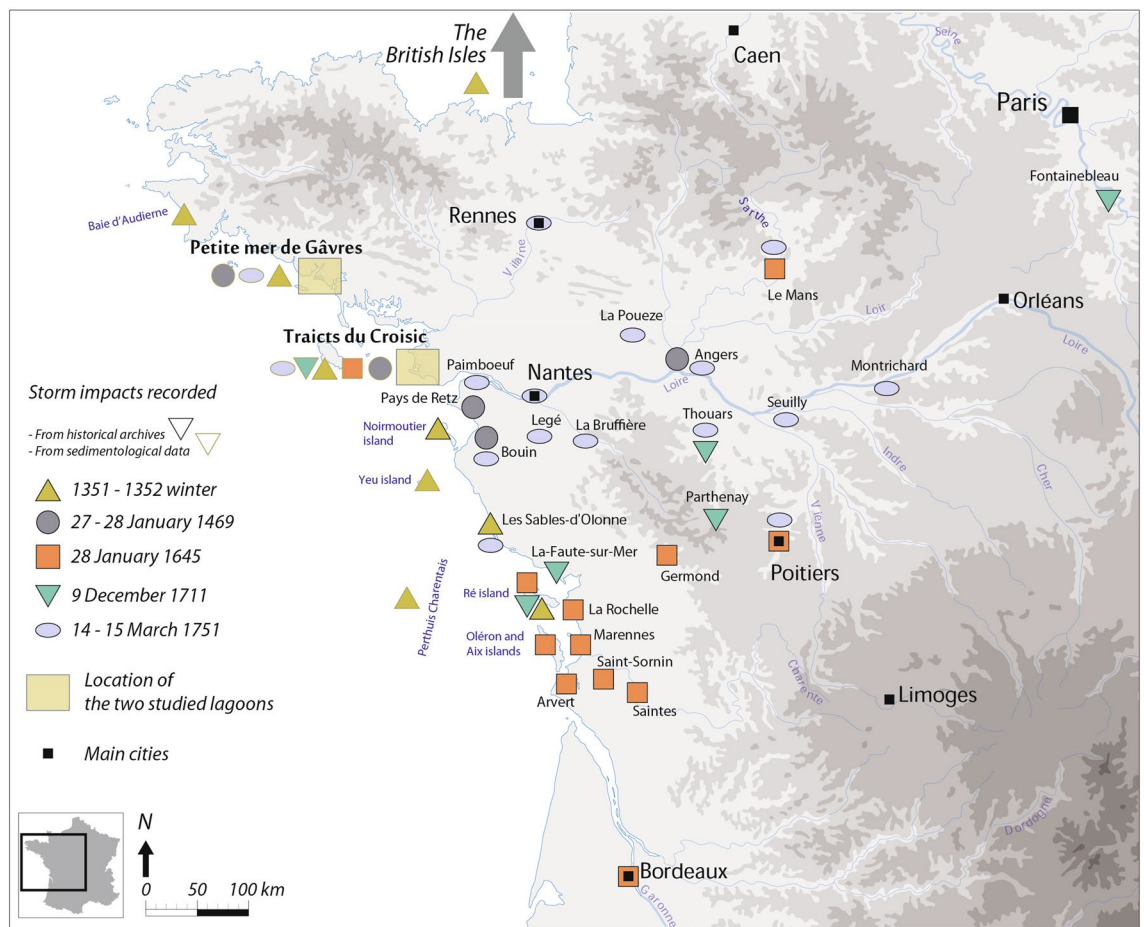 The
British Isles
Caen
Seine
Paris
Fontainebleau
Baie d'Audierne
Rennes
Vilaine
Sarthe
Petite mer de Gâvres
Le Mans
Loir
Orléans
Loire
La Poueze
Traicts du Croisic
Paimboeuf
Nantes
Angers
Loire
Montrichard
Pays de Retz
Seuilly
Noirmoutier
island
Legé
La Bruffière
Thouars
Bouin
Indre
Cher
Yeu island
Parthenay
Vienne
Les Sables-d'Olonne
La-Faute-sur-Mer
Germond
Poitiers
Perthuis Charentais
Ré island
La Rochelle
Oléron and
Aix islands
Marennes
Saint-Sornin
Arvert
Saintes
Charente
Limoges
Dordogne
Bordeaux
Garonne
Storm impacts recorded
- From historical archives
- From sedimentological data
1351 - 1352 winter
27 - 28 January 1469
28 January 1645
9 December 1711
14 - 15 March 1751
Location of
the two studied lagoons
Main cities
N
0 50 100 km